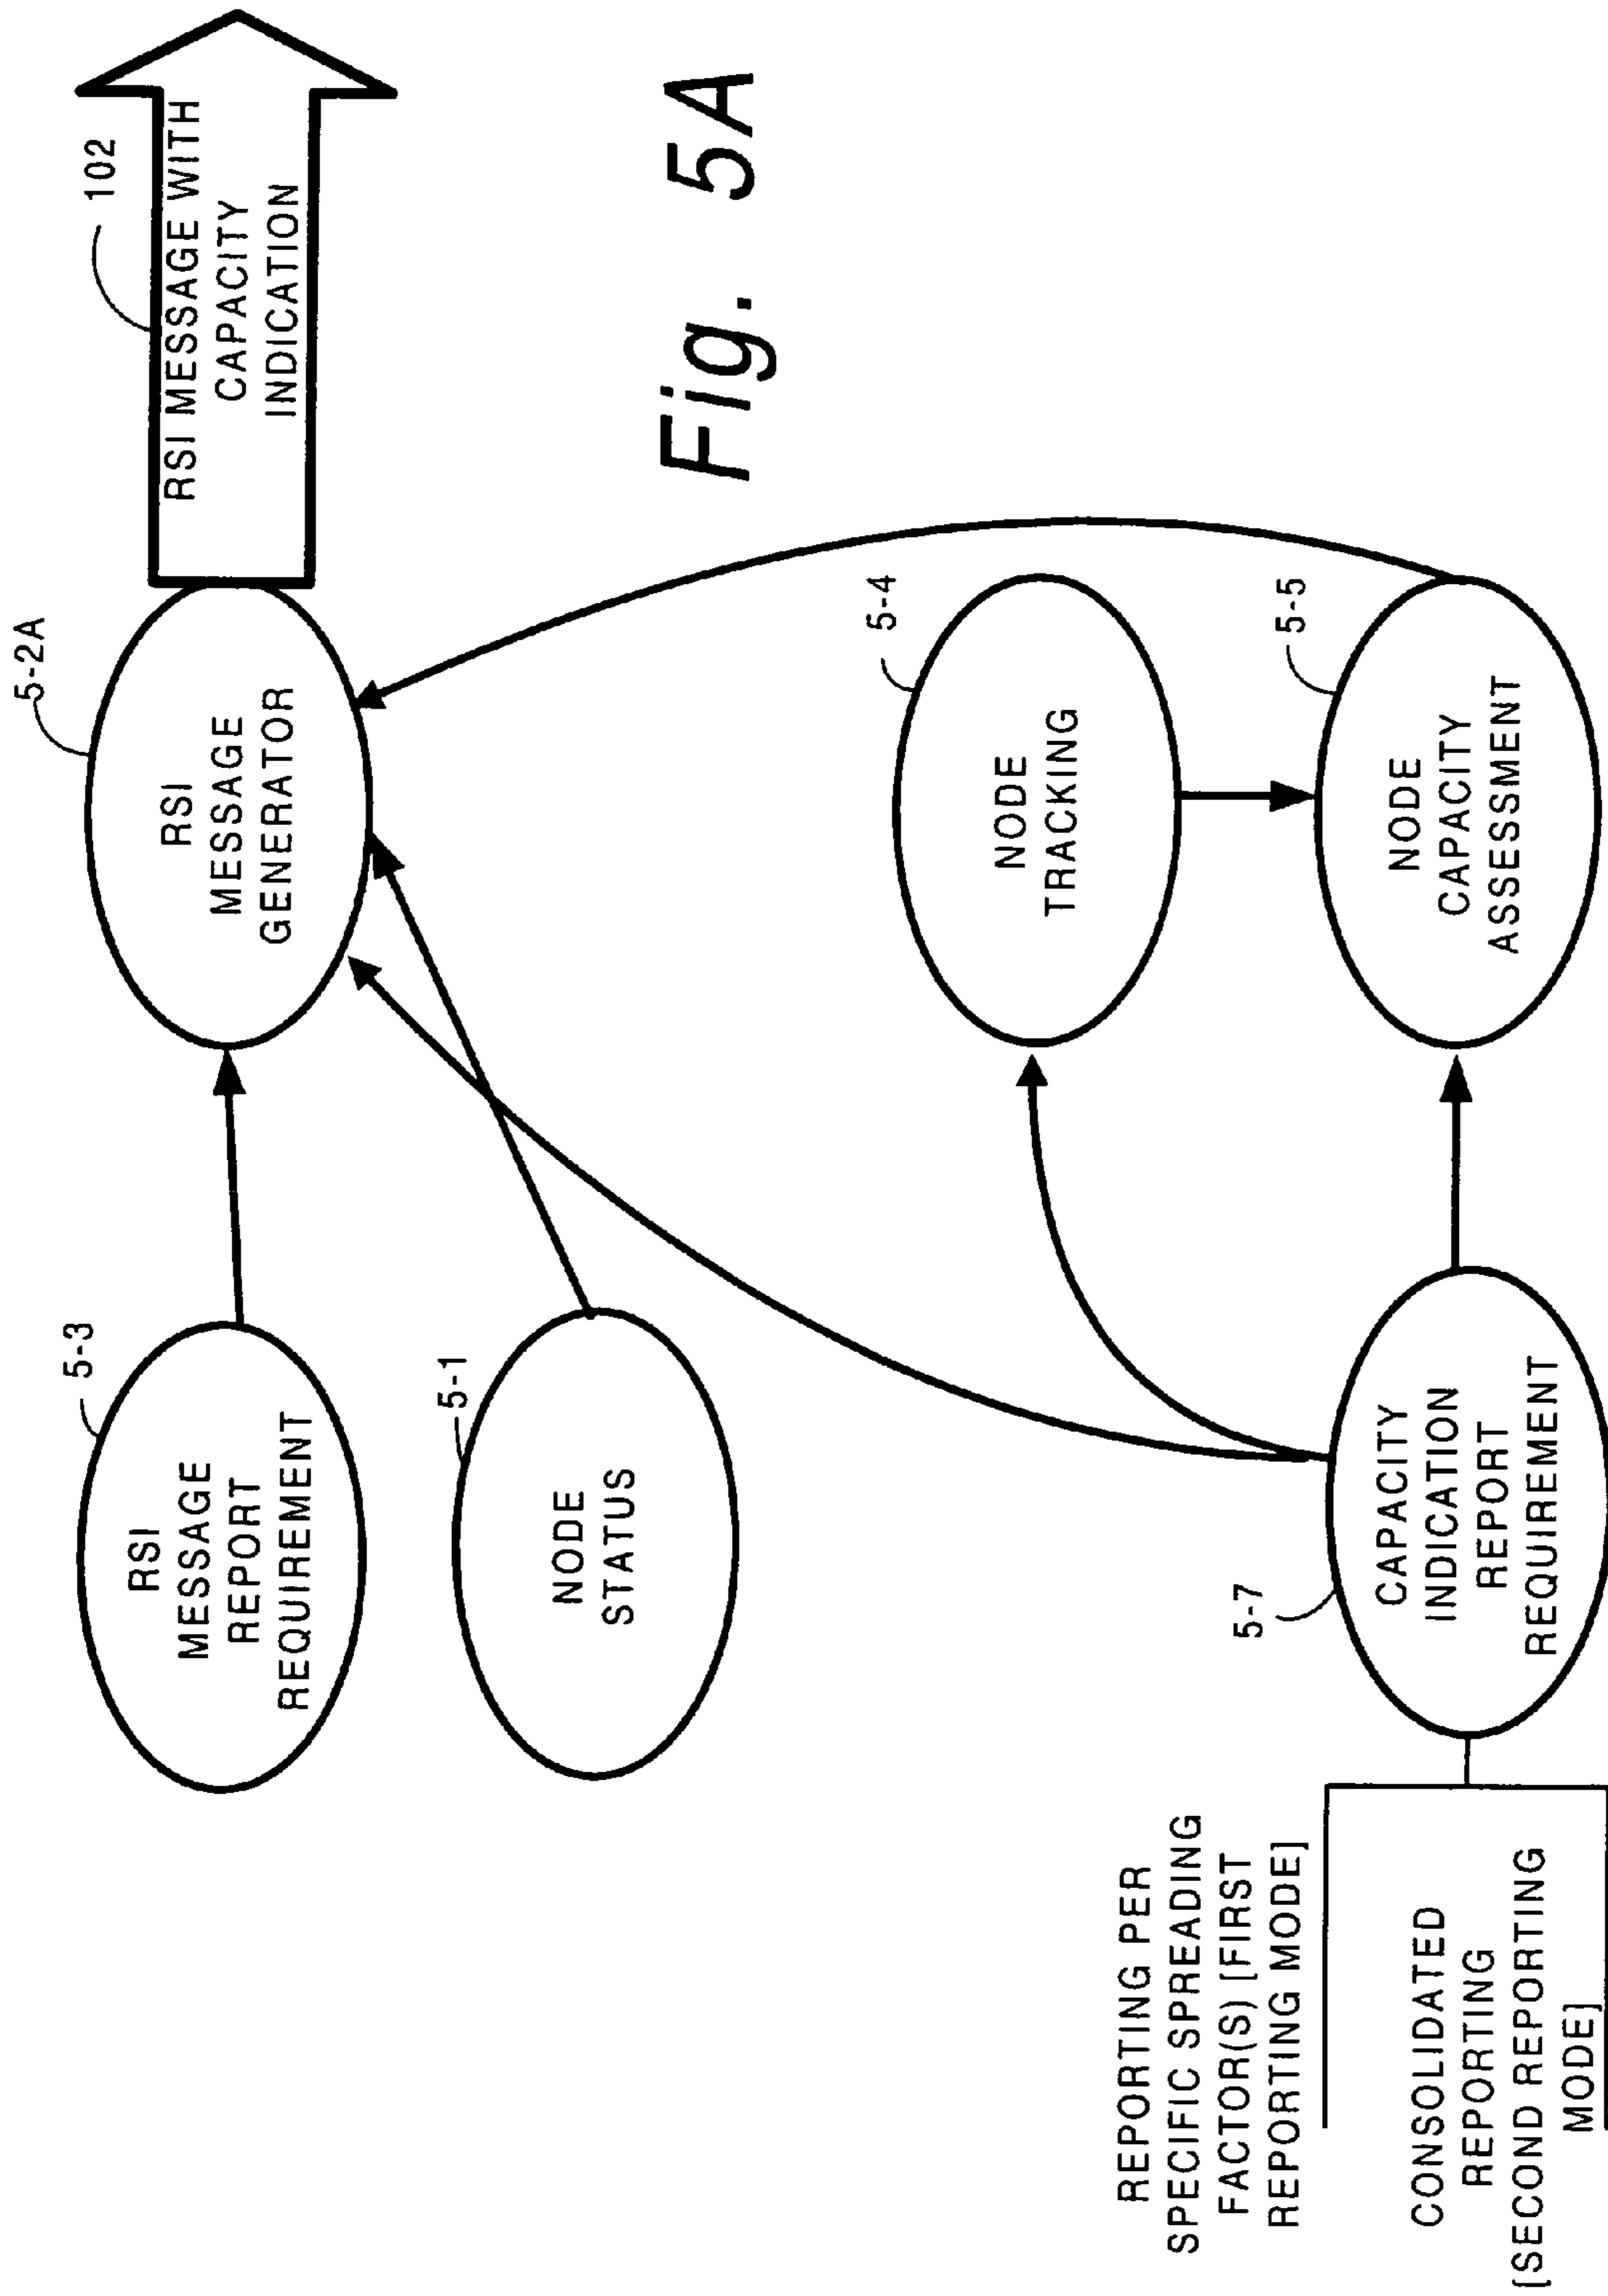 5-3
RSI
MESSAGE
REPORT
REQUIREMENT
5-2A
RSI
MESSAGE
GENERATOR
102
RSI MESSAGE WITH
CAPACITY
INDICATION
5-1
NODE
STATUS
Fig. 5A
5-4
NODE
TRACKING
5-5
NODE
CAPACITY
ASSESSMENT
5-7
CAPACITY
INDICATION
REPORT
REQUIREMENT
REPORTING PER
SPECIFIC SPREADING
FACTOR(S) [FIRST
REPORTING MODE]
CONSOLIDATED
REPORTING
[SECOND REPORTING
MODE]